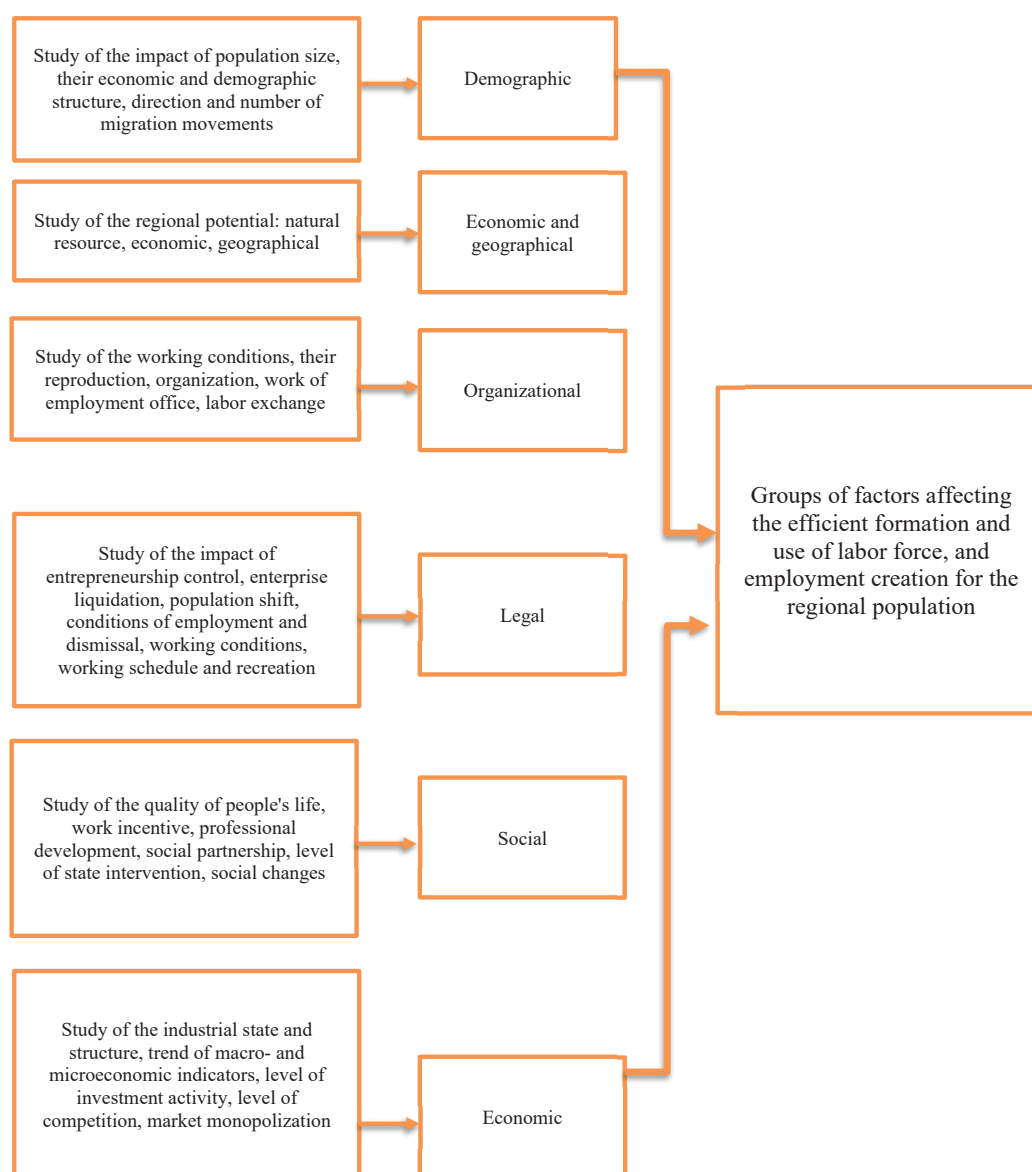 Study of the impact of population size,
their economic and demographic
structure, direction and number of
migration movements
Demographic
Study of the regional potential: natural
resource, economic, geographical
Economic and
geographical
Study of the working conditions, their
reproduction, organization, work of
employment office, labor exchange
Organizational
Groups of factors affecting
the efficient formation and
use of labor force, and
employment creation for the
regional population
Study of the impact of
entrepreneurship control, enterprise
liquidation, population shift,
conditions of employment and
dismissal, working conditions,
working schedule and recreation
Legal
Study of the quality of people's life,
work incentive, professional
development, social partnership, level
of state intervention, social changes
Social
Study of the industrial state and
structure, trend of macro- and
microeconomic indicators, level of
investment activity, level of
competition, market monopolization
Economic